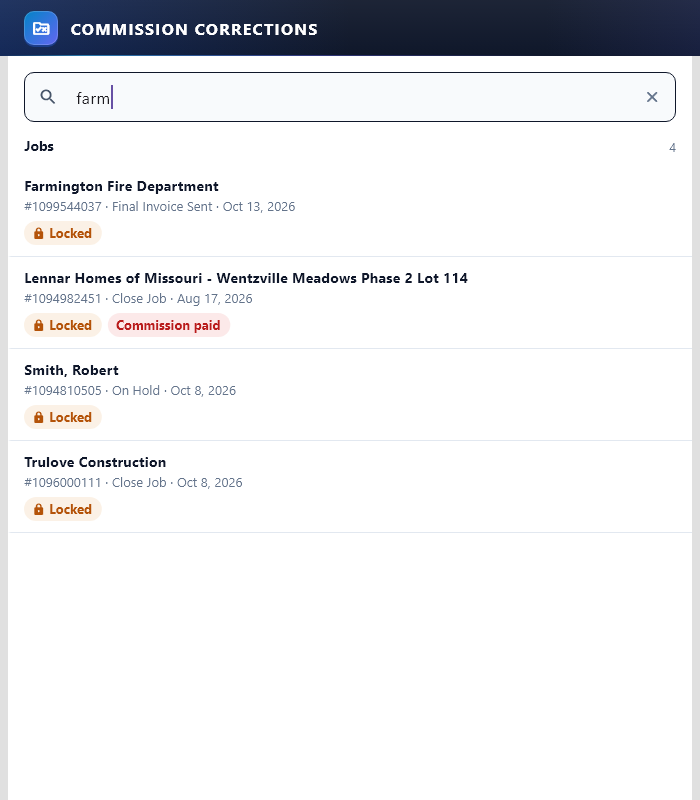 COMMISSION CORRECTIONS
farm
Jobs
4
Farmington Fire Department
#1099544037 · Final Invoice Sent · Oct 13, 2026
Locked
Lennar Homes of Missouri - Wentzville Meadows Phase 2 Lot 114
#1094982451 · Close Job · Aug 17, 2026
Locked Commission paid
Smith, Robert
#1094810505 · On Hold · Oct 8, 2026
Locked
Trulove Construction
#1096000111 · Close Job · Oct 8, 2026
Locked